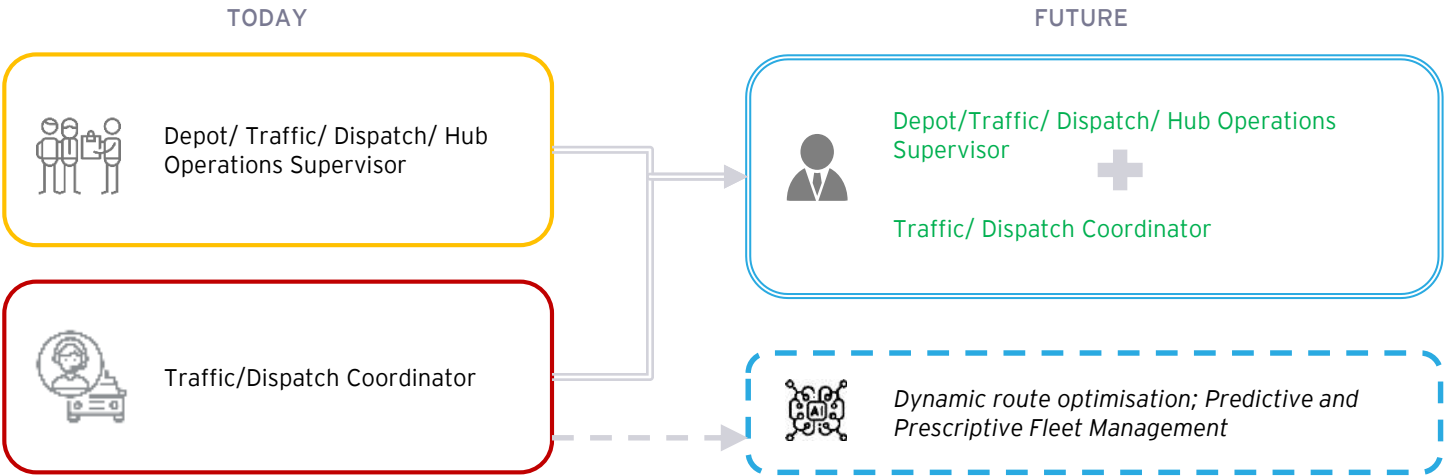 TODAY
FUTURE
Depot/ Traffic/ Dispatch/ Hub
Operations Supervisor
Depot/Traffic/ Dispatch/ Hub Operations
Supervisor
Traffic/ Dispatch Coordinator
Traffic/Dispatch Coordinator
AI
Dynamic route optimisation; Predictive and
Prescriptive Fleet Management